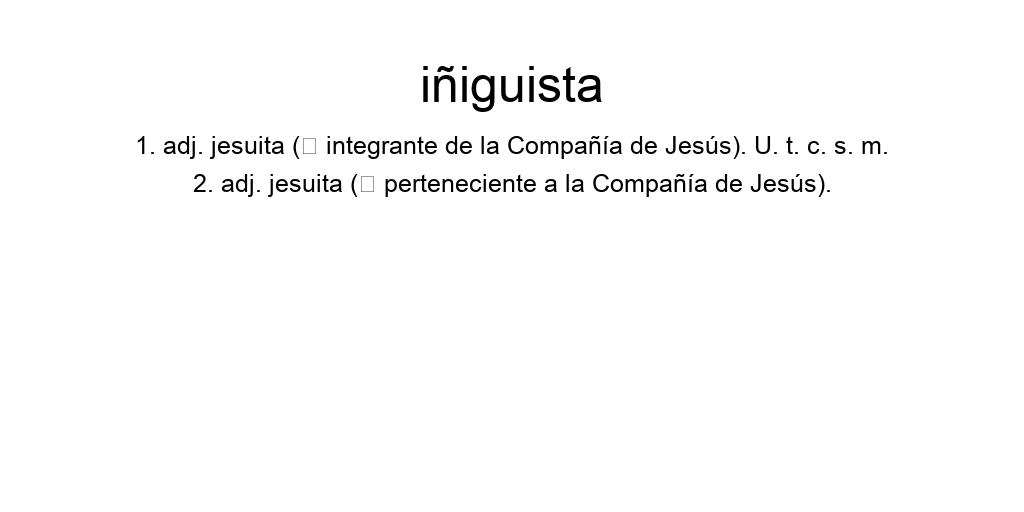 iñiguista
1. adj. jesuita (▯ integrante de la Compañía de Jesús). U. t. c. s. m.
2. adj. jesuita (▯ perteneciente a la Compañía de Jesús).